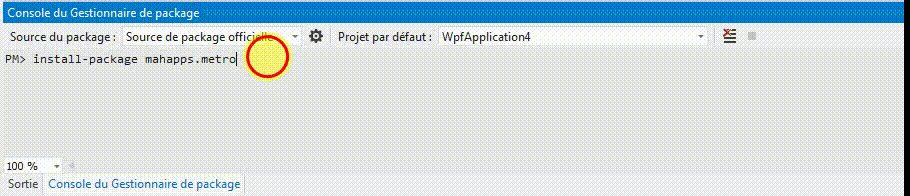 Console du Gestionnaire de package
Source du package : Source de package officielle Projet par défaut : WpfApplication4
PM> install-package mahapps.metro
100 %
Sortie Console du Gestionnaire de package